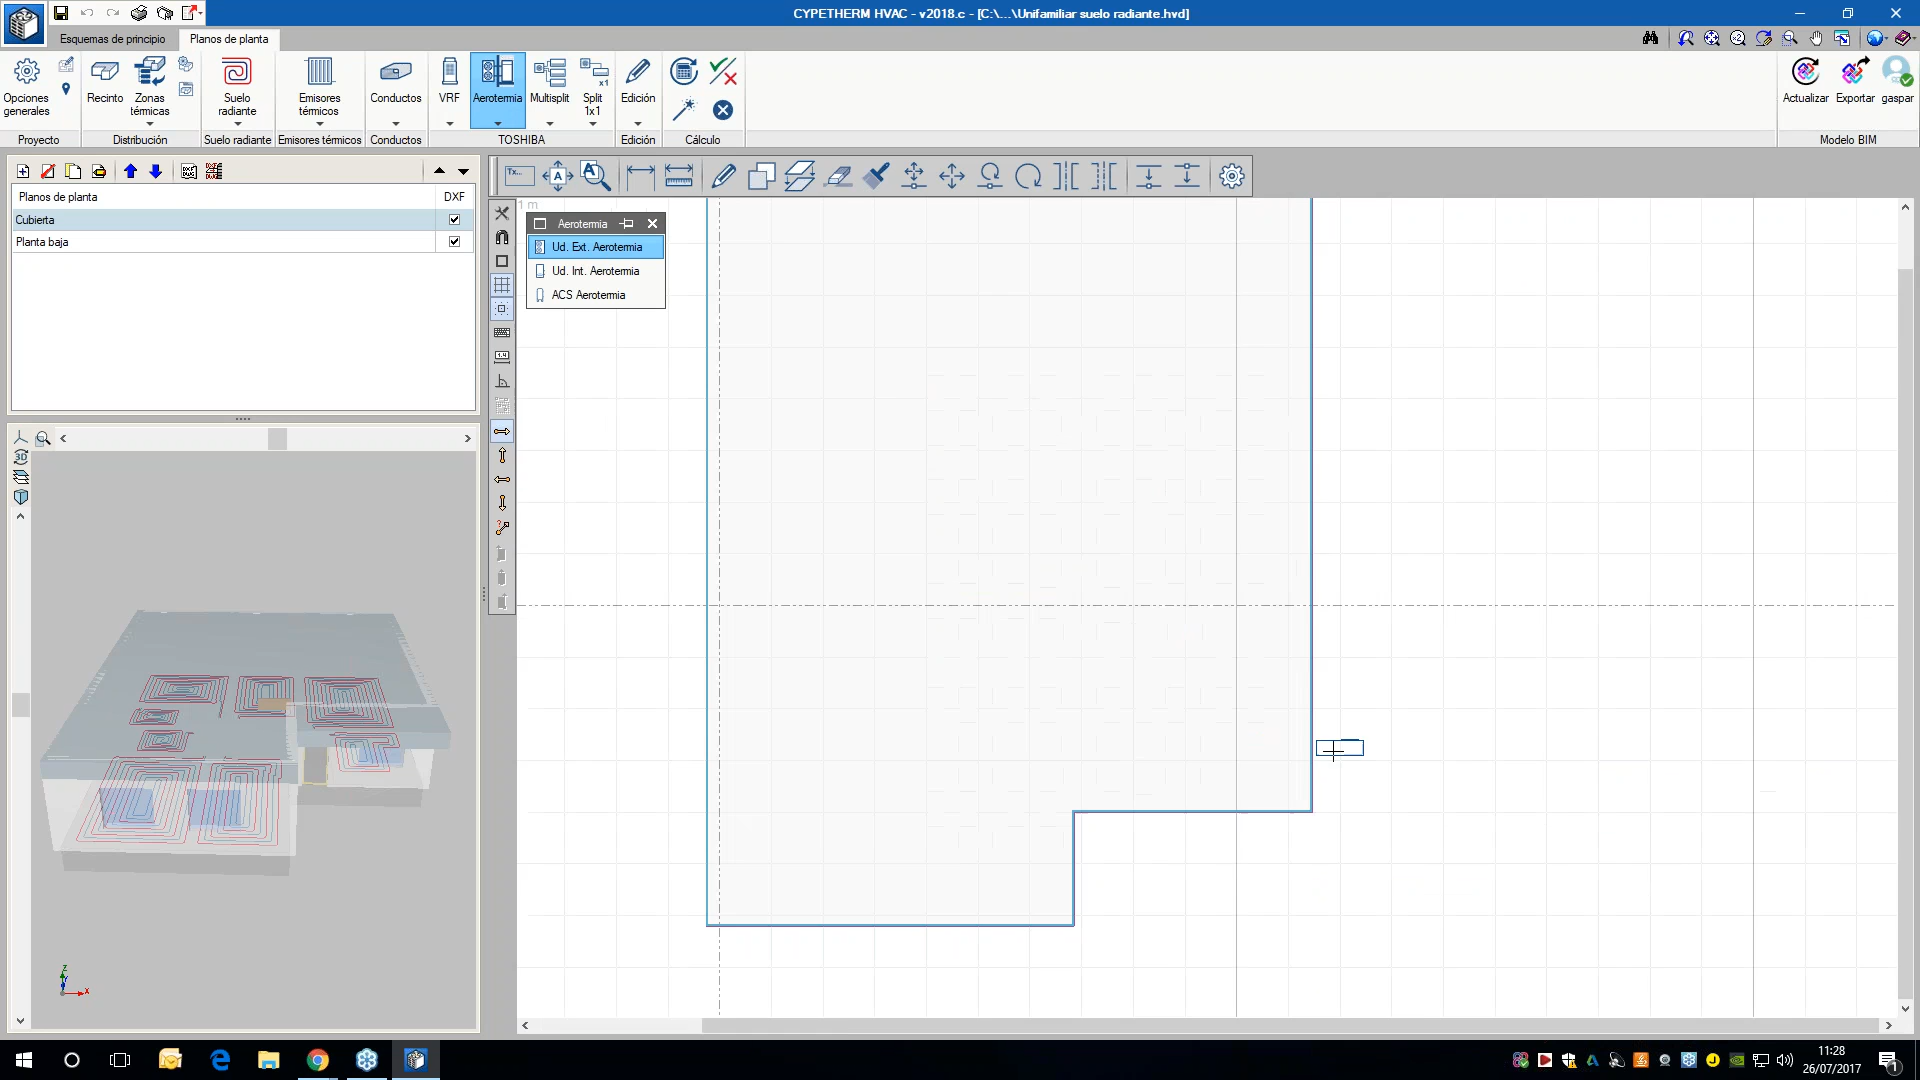 CYPETHERM HVAC - v2018.c - [C:\...\Unifamiliar suelo radiante.hvd]
Esquemas de principio
Planos de planta
Opciones generales
Recinto
Zonas térmicas
Suelo radiante
Emisores térmicos
Conductos
VRF
Aerotermia
Multisplit
Split 1x1
Edición
Actualizar
Exportar
gaspar
Proyecto
Distribución
Suelo radiante
Emisores térmicos
Conductos
TOSHIBA
Edición
Cálculo
Modelo BIM
Planos de planta
DXF
Cubierta
Planta baja
1 m
Aerotermia
Ud. Ext. Aerotermia
Ud. Int. Aerotermia
ACS Aerotermia
11:28
26/07/2017